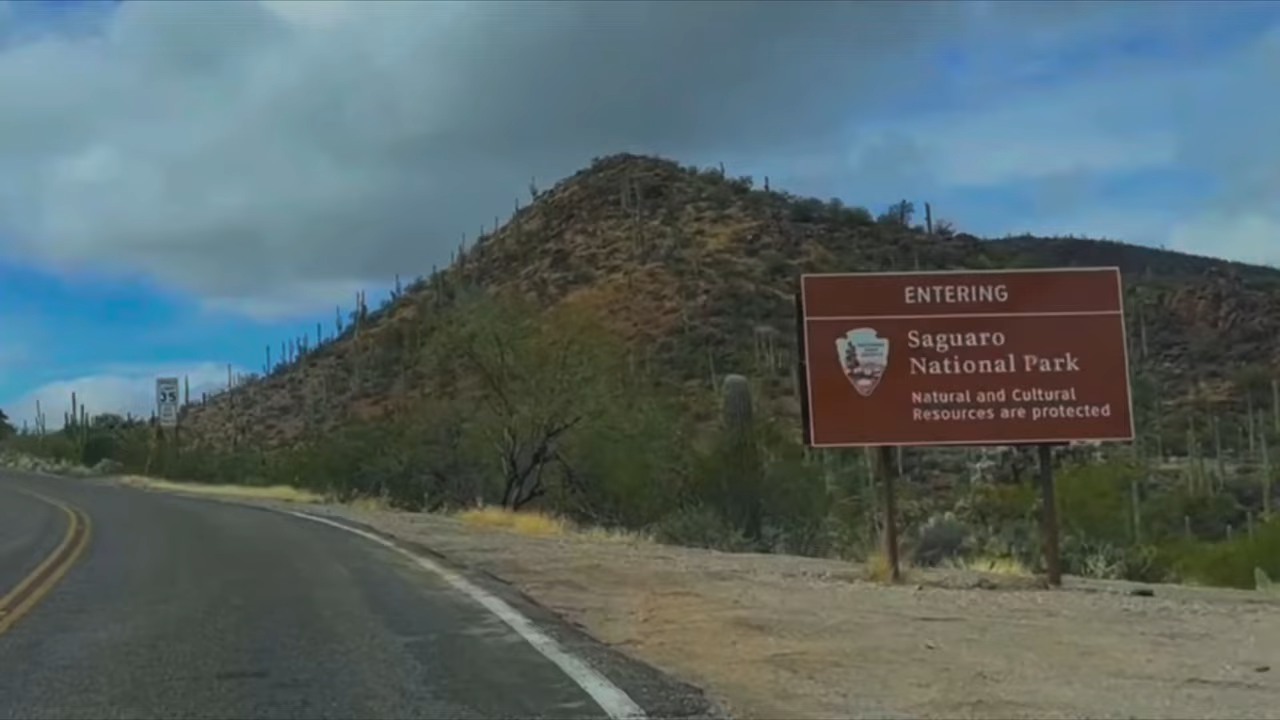 ENTERING
Saguaro
National Park
Natural and Cultural
Resources are protected
35